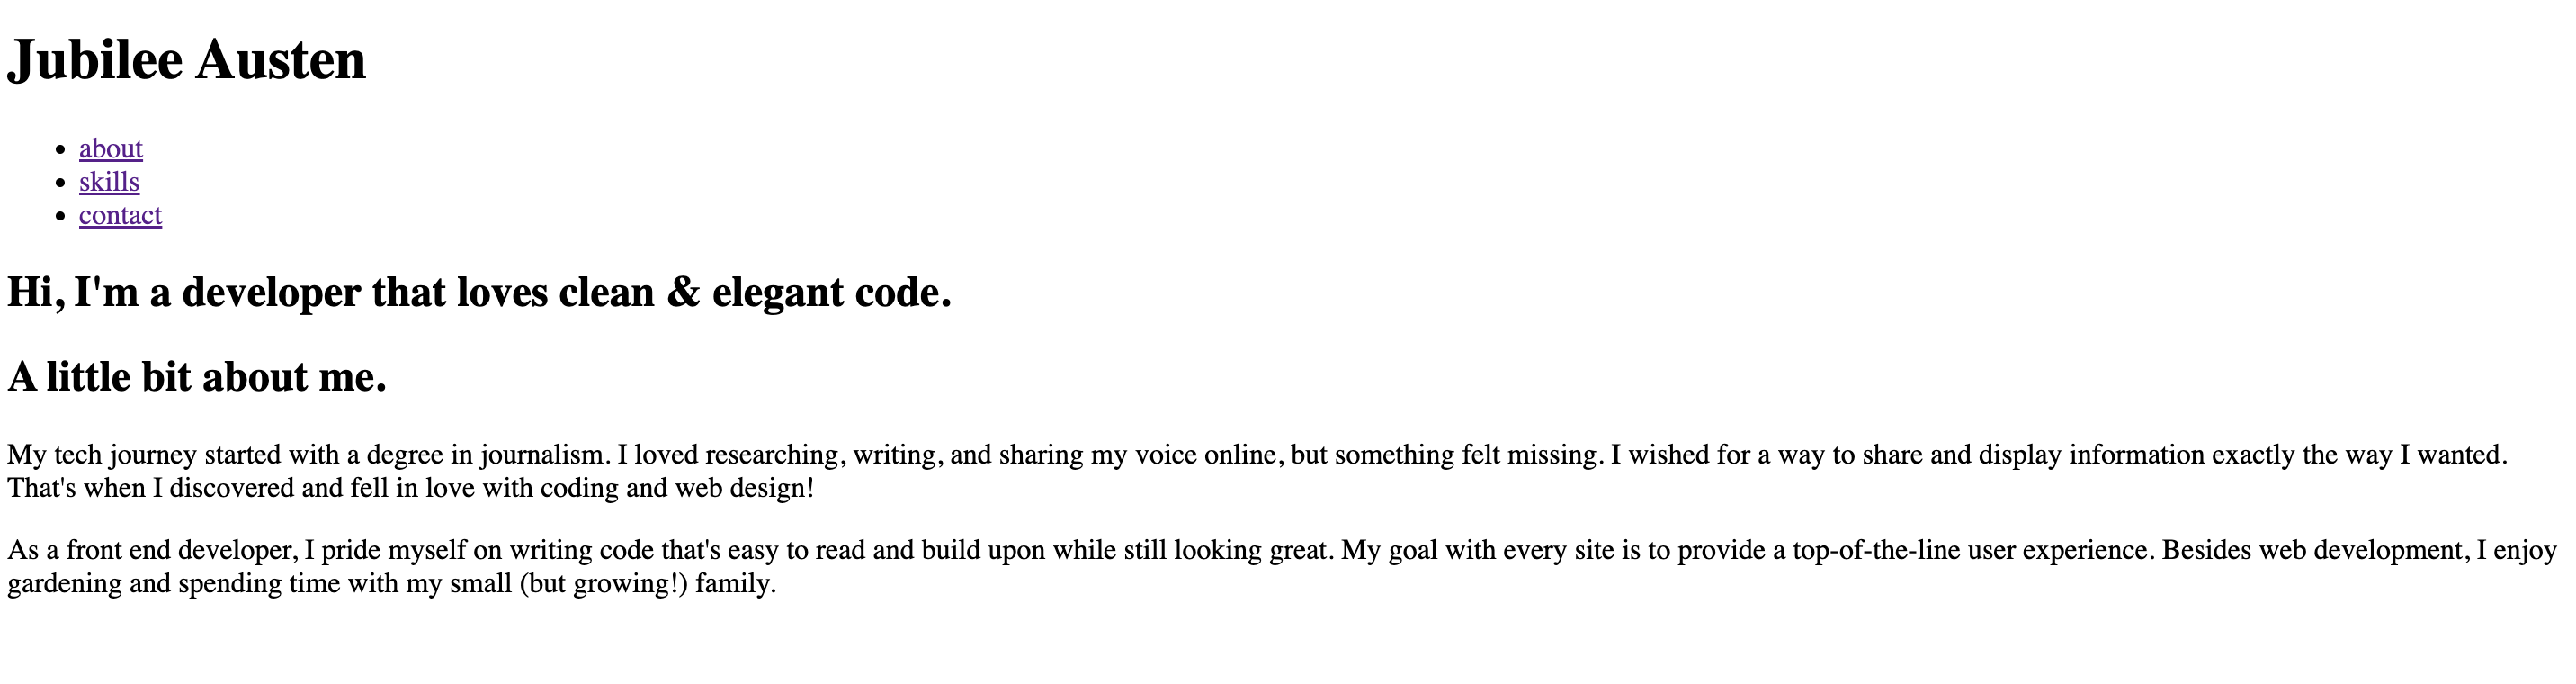 Jubilee Austen
about
skills
contact
Hi, I'm a developer that loves clean & elegant code.
A little bit about me.
My tech journey started with a degree in journalism. I loved researching, writing, and sharing my voice online, but something felt missing. I wished for a way to share and display information exactly the way I wanted.
That's when I discovered and fell in love with coding and web design!
As a front end developer, I pride myself on writing code that's easy to read and build upon while still looking great. My goal with every site is to provide a top-of-the-line user experience. Besides web development, I enjoy
gardening and spending time with my small (but growing!) family.